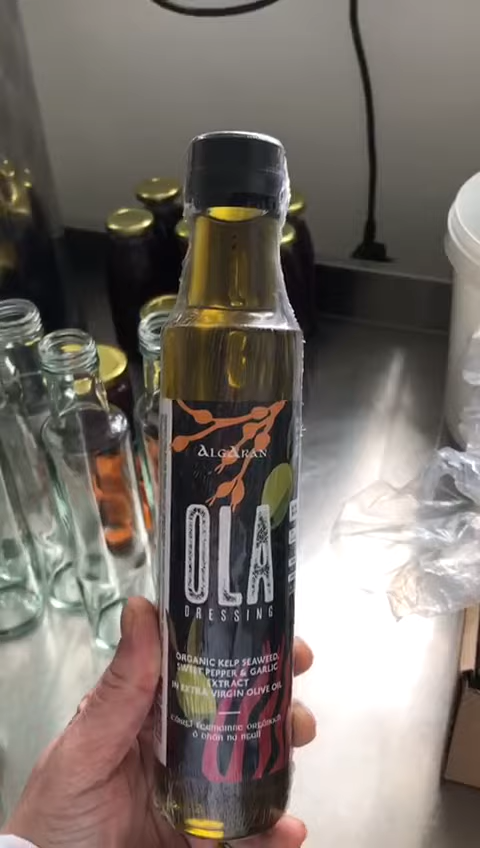 ALGARAN
OLA
DRESSING
ORGANIC KELP SEAWEED,
SWEET PEPPER & GARLIC
EXTRACT
IN EXTRA VIRGIN OLIVE OIL